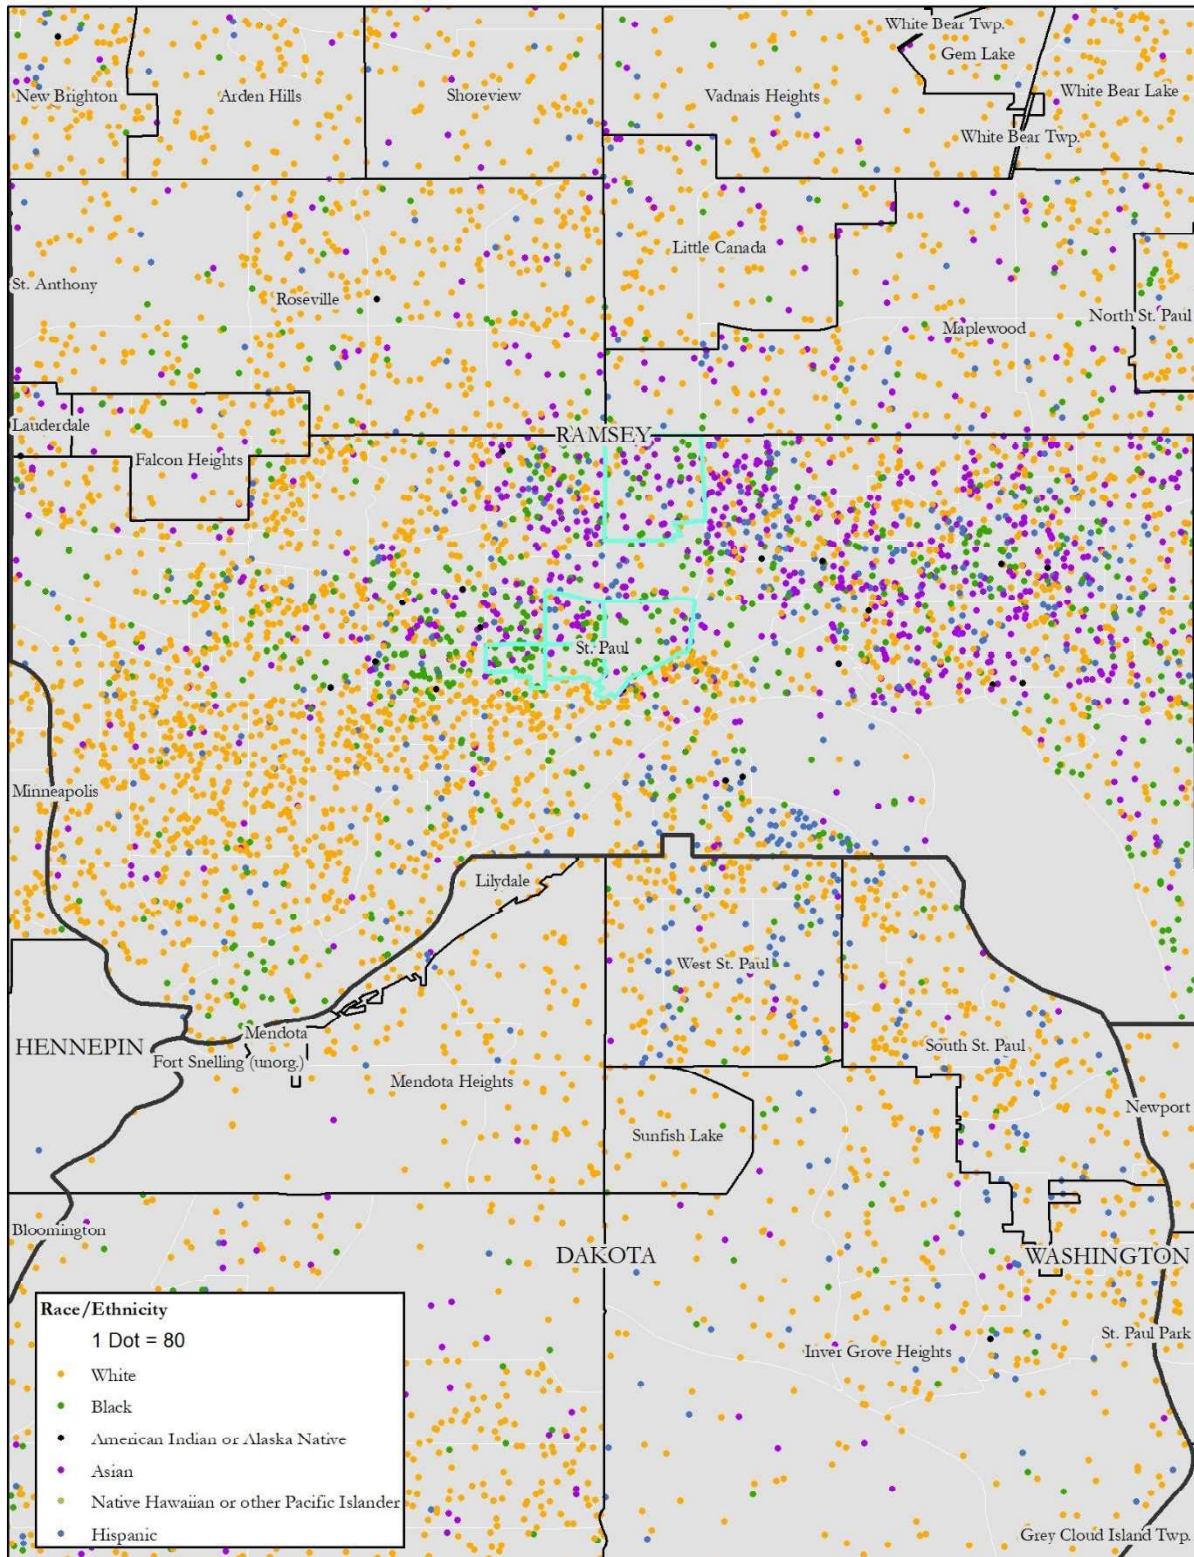 White Bear Twp.
Gem Lake
New Brighton
Arden Hills
Shoreview
Vadnais Heights
White Bear Lake
White Bear Twp.
Little Canada
St. Anthony
Roseville
North St. Paul
Maplewood
Lauderdale
RAMSEY
Falcon Heights
St. Paul
Minneapolis
Lilydale
West St. Paul
Mendota
South St. Paul
HENNEPIN
Fort Snelling (unorg.)
Mendota Heights
Newport
Sunfish Lake
Bloomington
DAKOTA
WASHINGTON
St. Paul Park
Inver Grove Heights
Grey Cloud Island Twp.
Race/Ethnicity
1 Dot = 80
White
Black
American Indian or Alaska Native
Asian
Native Hawaiian or other Pacific Islander
Hispanic